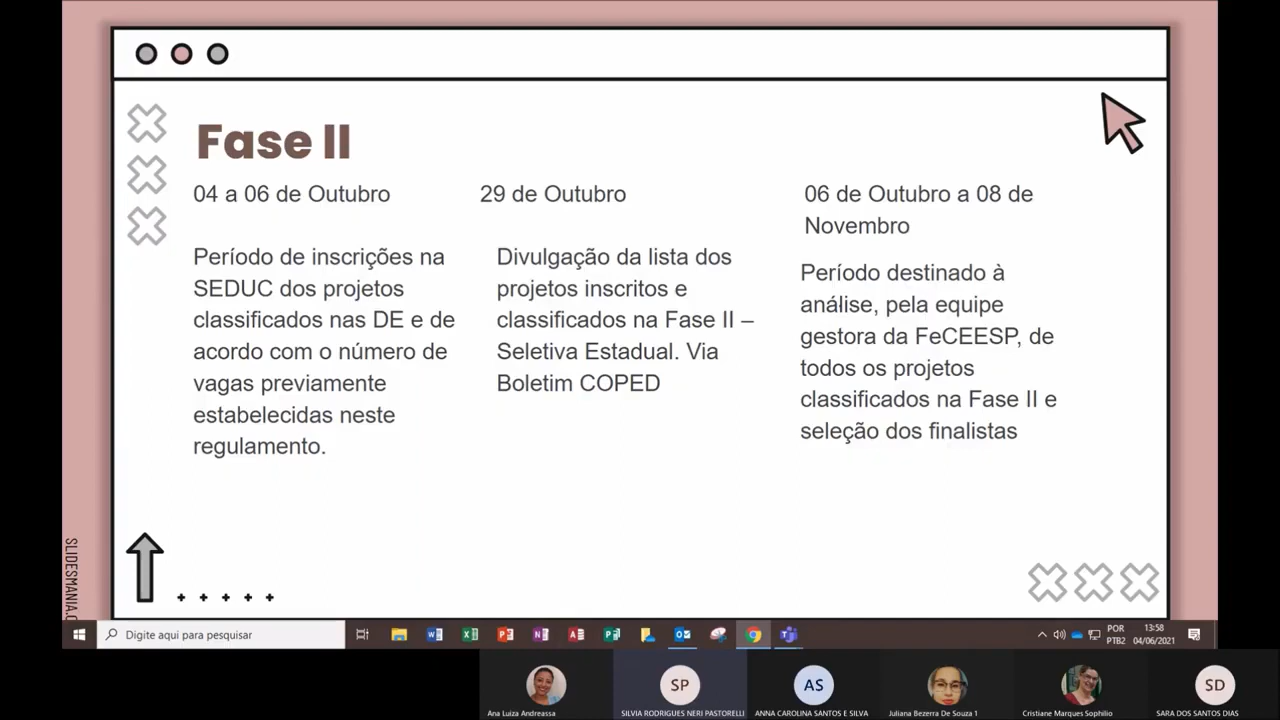 Fase II
04 a 06 de Outubro
Período de inscrições na
SEDUC dos projetos
classificados nas DE e de
acordo com o número de
vagas previamente
estabelecidas neste
regulamento.
29 de Outubro
Divulgação da lista dos
projetos inscritos e
classificados na Fase II –
Seletiva Estadual. Via
Boletim COPED
06 de Outubro a 08 de
Novembro
Período destinado à
análise, pela equipe
gestora da FeCEESP, de
todos os projetos
classificados na Fase II e
seleção dos finalistas
Digite aqui para pesquisar
POR
PTB2
13:58
04/06/2021
SP
AS
SD
Ana Luiza Andreassa
SILVIA RODRIGUES NERI PASTORELLI
ANNA CAROLINA SANTOS E SILVA
Juliana Bezerra De Souza 1
Cristiane Marques Sophilio
SARA DOS SANTOS DIAS